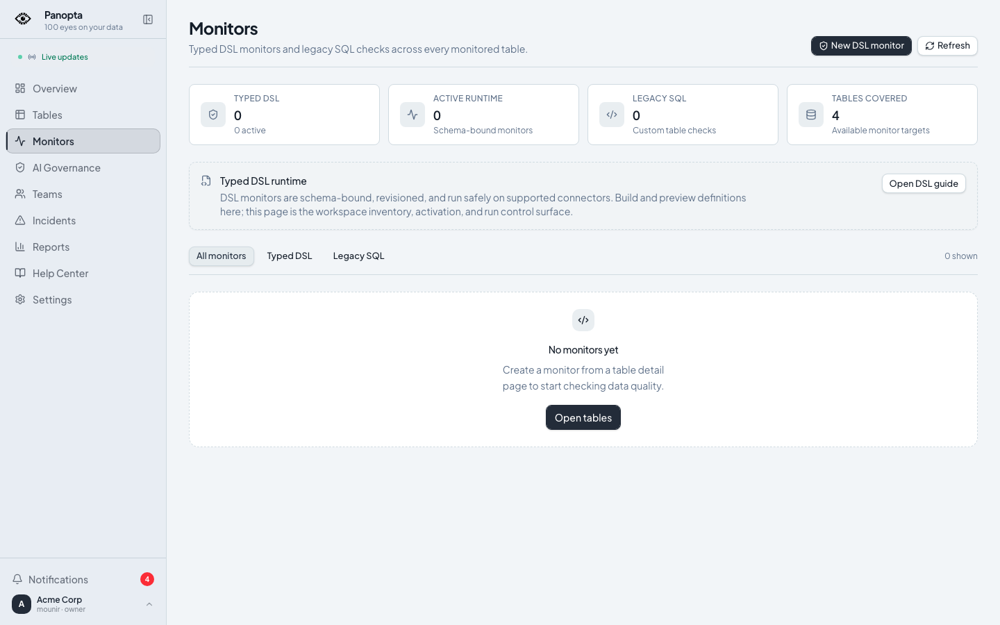 Panopta
100 eyes on your data
Live updates
Overview
Tables
Monitors
AI Governance
Teams
Incidents
Reports
Help Center
Settings
Notifications
4
A
Acme Corp
mounir · owner
Monitors
Typed DSL monitors and legacy SQL checks across every monitored table.
New DSL monitor
Refresh
TYPED DSL
0
0 active
ACTIVE RUNTIME
0
Schema-bound monitors
LEGACY SQL
0
Custom table checks
TABLES COVERED
4
Available monitor targets
Typed DSL runtime
DSL monitors are schema-bound, revisioned, and run safely on supported connectors. Build and preview definitions
here; this page is the workspace inventory, activation, and run control surface.
Open DSL guide
All monitors
Typed DSL
Legacy SQL
0 shown
No monitors yet
Create a monitor from a table detail
page to start checking data quality.
Open tables